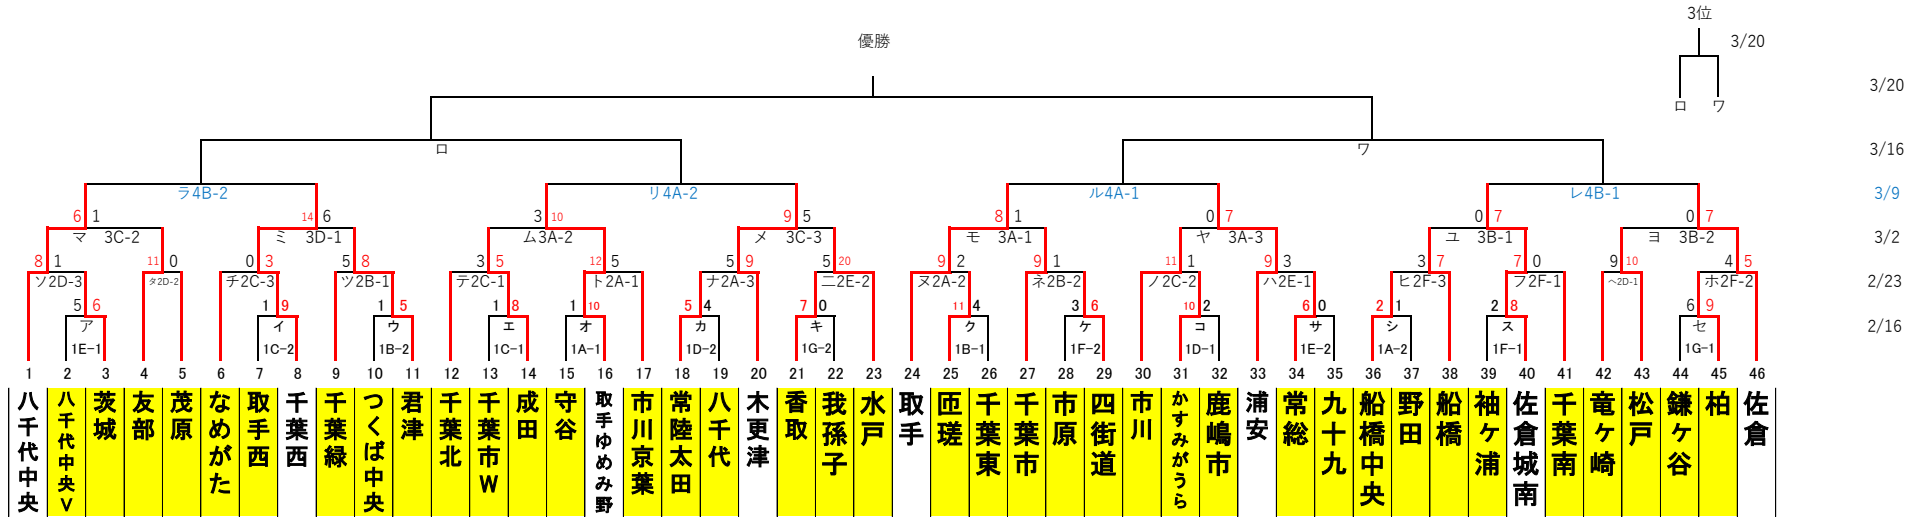 3位
優勝
3/20
3/20
ロ ワ
ロ ワ
3/16
ラ4B-2 リ4A-2 ル4A-1 レ4B-1
3/9
6 1 14 6 3 10 9 5 8 1 0 7 0 7 0 7
マ 3C-2 ミ 3D-1 ム3A-2 メ 3C-3 モ 3A-1 ヤ 3A-3 ユ 3B-1 ヨ 3B-2
3/2
8 1 11 0 0 3 5 8 3 5 12 5 5 9 5 20 9 2 9 1 11 1 9 3 3 7 7 0 9 10 4 5
ソ2D-3 タ2D-2 チ2C-3 ツ2B-1 テ2C-1 ト2A-1 ナ2A-3 二2E-2 ヌ2A-2 ネ2B-2 ノ2C-2 ハ2E-1 ヒ2F-3 フ2F-1 ヘ2D-1 ホ2F-2
2/23
5 6 1 9 1 5 1 8 1 10 5 4 7 0 11 4 3 6 10 2 6 0 2 1 2 8 6 9
ア イ ウ エ オ カ キ ク ケ コ サ シ ス セ
2/16
1E-1 1C-2 1B-2 1C-1 1A-1 1D-2 1G-2 1B-1 1F-2 1D-1 1E-2 1A-2 1F-1 1G-1
1 2 3 4 5 6 7 8 9 10 11 12 13 14 15 16 17 18 19 20 21 22 23 24 25 26 27 28 29 30 31 32 33 34 35 36 37 38 39 40 41 42 43 44 45 46
八千代中央
八千代中央V
茨城
友部
茂原
なめがた
取手西
千葉西
千葉緑
つくば中央
君津
千葉北
千葉市W
成田
守谷
取手ゆめみ野
市川京葉
常陸太田
八千代
木更津
香取
我孫子
水戸
取手
匝瑳
千葉東
千葉市
市原
四街道
市川
かすみがうら
鹿嶋市
浦安
常総
九十九
船橋中央
野田
船橋
袖ヶ浦
佐倉城南
千葉南
竜ヶ崎
松戸
鎌ヶ谷
柏
佐倉